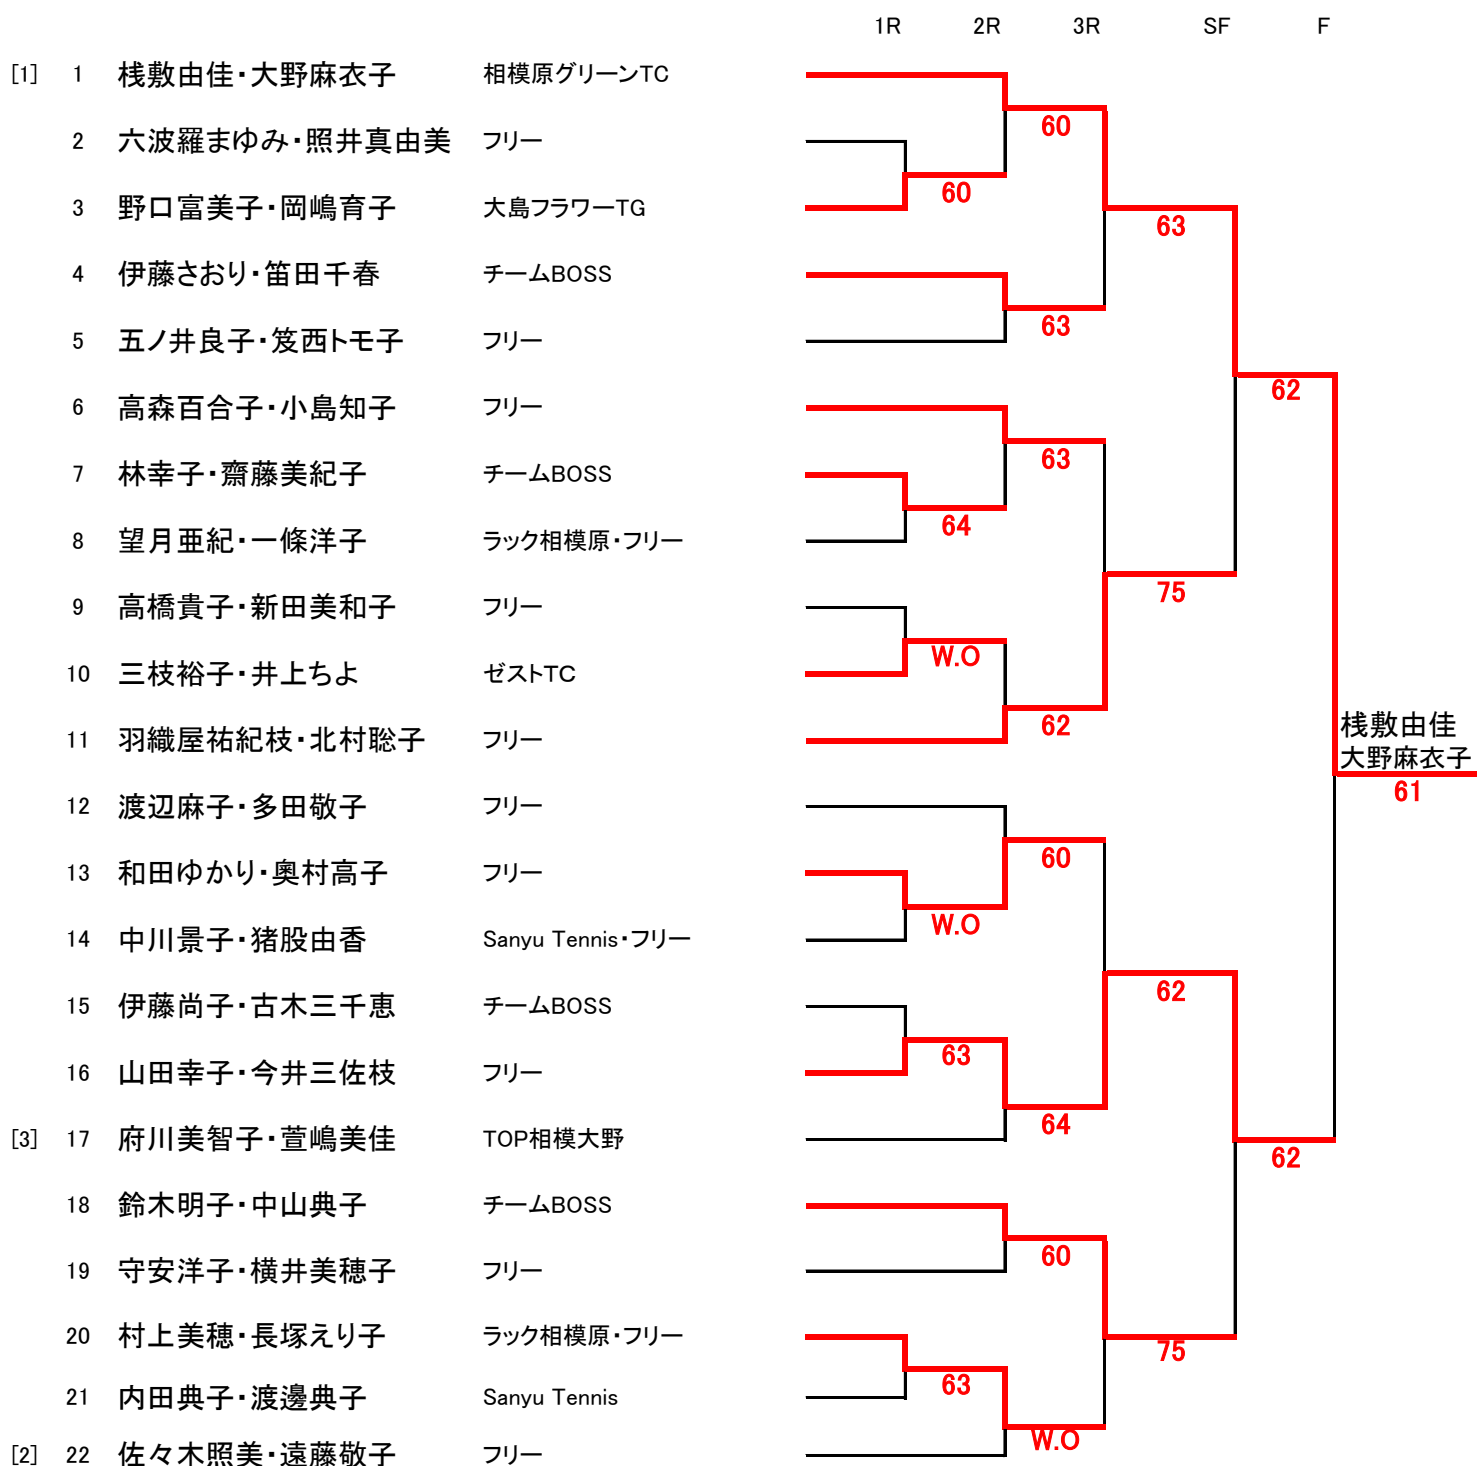 1R 2R 3R SF F
[1] 1 桟敷由佳・大野麻衣子 相模原グリーンTC
60
2 六波羅まゆみ・照井真由美 フリー
60
3 野口富美子・岡嶋育子 大島フラワーTG
63
4 伊藤さおり・笛田千春 チームBOSS
63
5 五ノ井良子・笈西トモ子 フリー
62
6 高森百合子・小島知子 フリー
63
7 林幸子・齋藤美紀子 チームBOSS
64
8 望月亜紀・一條洋子 ラック相模原・フリー
75
9 高橋貴子・新田美和子 フリー
W.O
10 三枝裕子・井上ちよ ゼストTC
62
11 羽織屋祐紀枝・北村聡子 フリー
桟敷由佳
大野麻衣子
61
12 渡辺麻子・多田敬子 フリー
60
13 和田ゆかり・奥村高子 フリー
W.O
14 中川景子・猪股由香 Sanyu Tennis・フリー
62
15 伊藤尚子・古木三千恵 チームBOSS
63
16 山田幸子・今井三佐枝 フリー
64
[3] 17 府川美智子・萱嶋美佳 TOP相模大野
62
18 鈴木明子・中山典子 チームBOSS
60
19 守安洋子・横井美穂子 フリー
20 村上美穂・長塚えり子 ラック相模原・フリー
75
63
21 内田典子・渡邊典子 Sanyu Tennis
W.O
[2] 22 佐々木照美・遠藤敬子 フリー